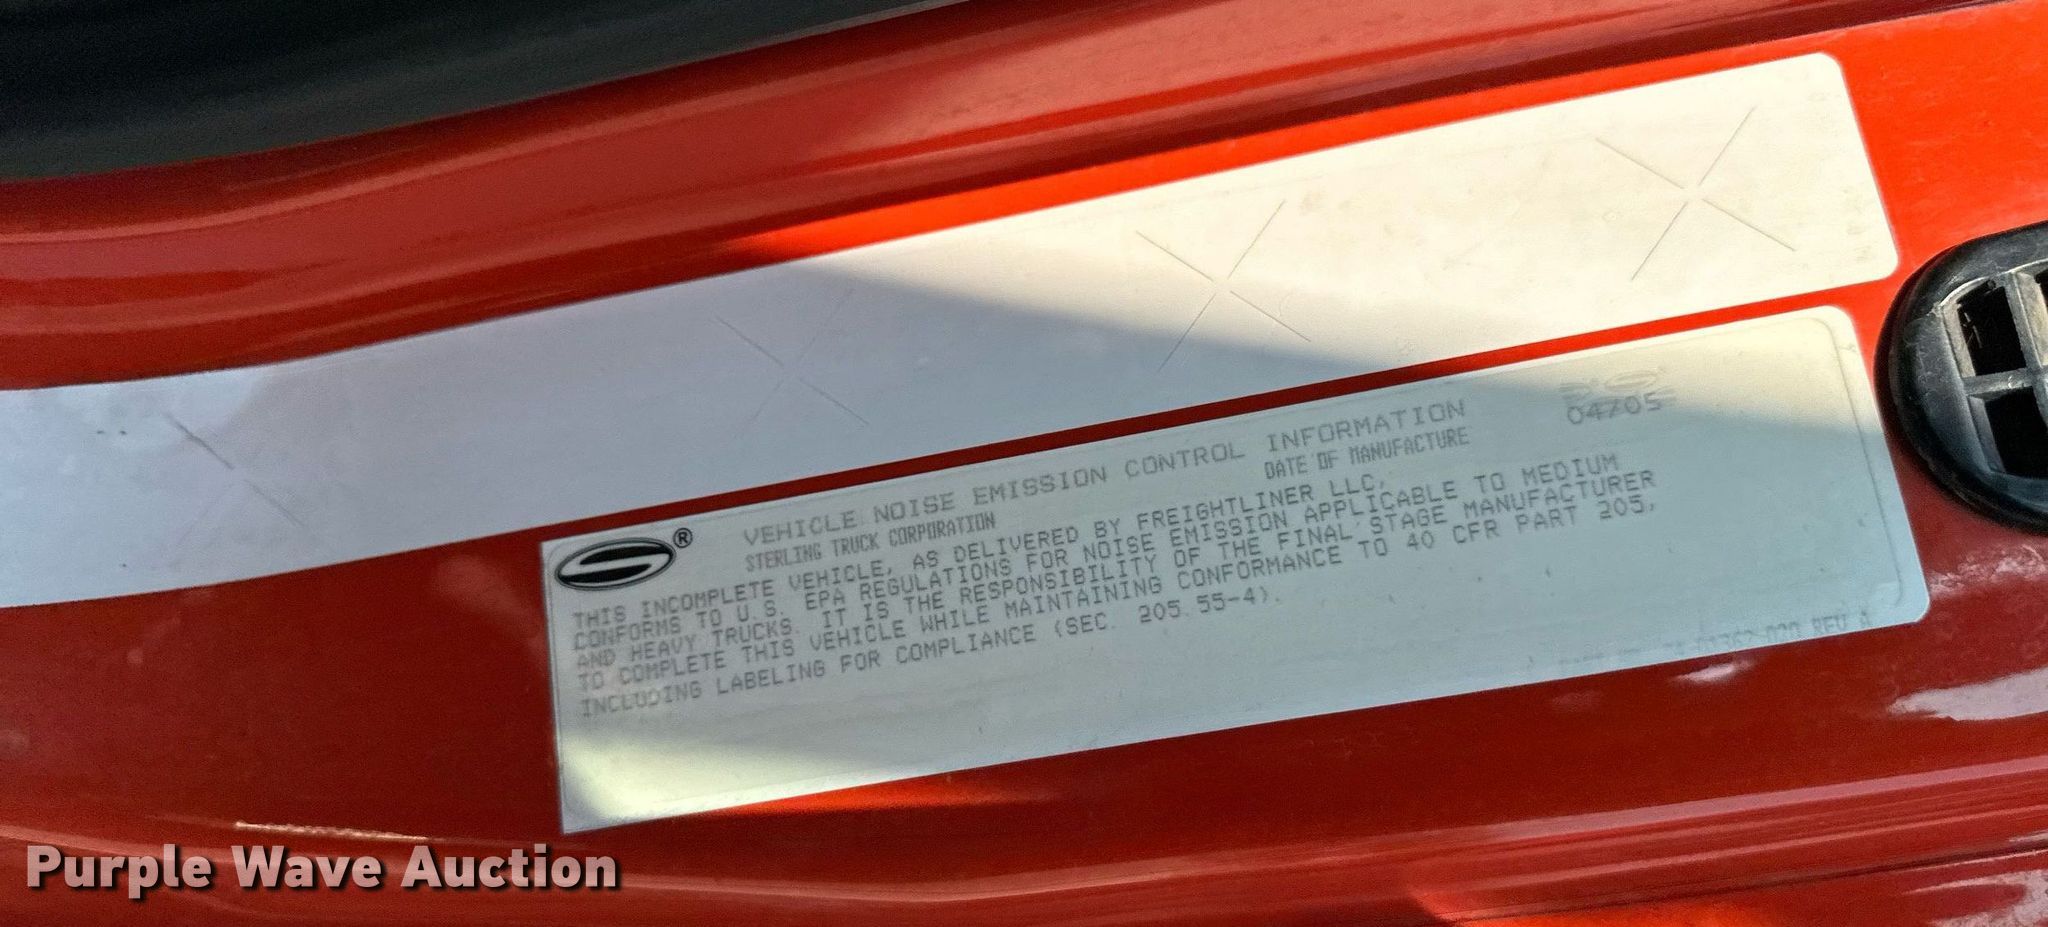 VEHICLE NOISE EMISSION CONTROL INFORMATION
STERLING TRUCK CORPORATION DATE OF MANUFACTURE 04/05
®
THIS INCOMPLETE VEHICLE, AS DELIVERED BY FREIGHTLINER LLC,
CONFORMS TO U.S. EPA REGULATIONS FOR NOISE EMISSION APPLICABLE TO MEDIUM
AND HEAVY TRUCKS. IT IS THE RESPONSIBILITY OF THE FINAL STAGE MANUFACTURER
TO COMPLETE THIS VEHICLE WHILE MAINTAINING CONFORMANCE TO 40 CFR PART 205,
INCLUDING LABELING FOR COMPLIANCE (SEC. 205.55-4).
REV A
Purple Wave Auction